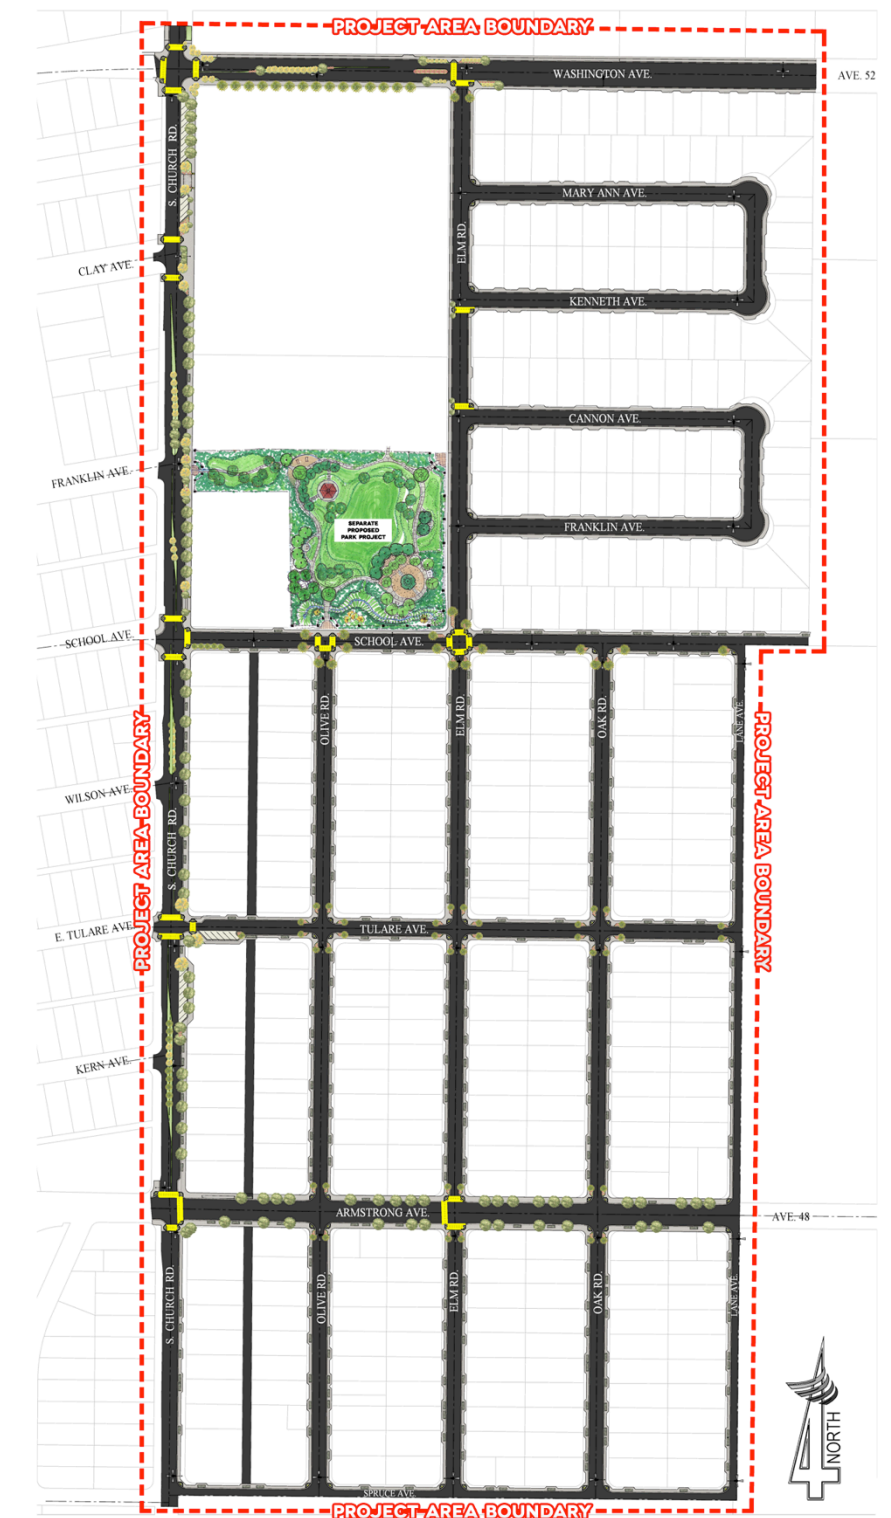 PROJECT AREA BOUNDARY
WASHINGTON AVE.
AVE. 52
S. CHURCH RD.
MARY ANN AVE.
ELM RD.
CLAY AVE.
KENNETH AVE.
CANNON AVE.
FRANKLIN AVE.
SEPARATE
PROPOSED
PARK PROJECT
FRANKLIN AVE.
SCHOOL AVE.
SCHOOL AVE.
OLIVE RD.
ELM RD.
OAK RD.
LANE AVE.
PROJECT AREA BOUNDARY
PROJECT AREA BOUNDARY
WILSON AVE.
S. CHURCH RD.
E. TULARE AVE.
TULARE AVE.
KERN AVE.
ARMSTRONG AVE.
AVE. 48
S. CHURCH RD.
OLIVE RD.
ELM RD.
OAK RD.
LANE AVE.
4
NORTH
SPRUCE AVE.
PROJECT AREA BOUNDARY